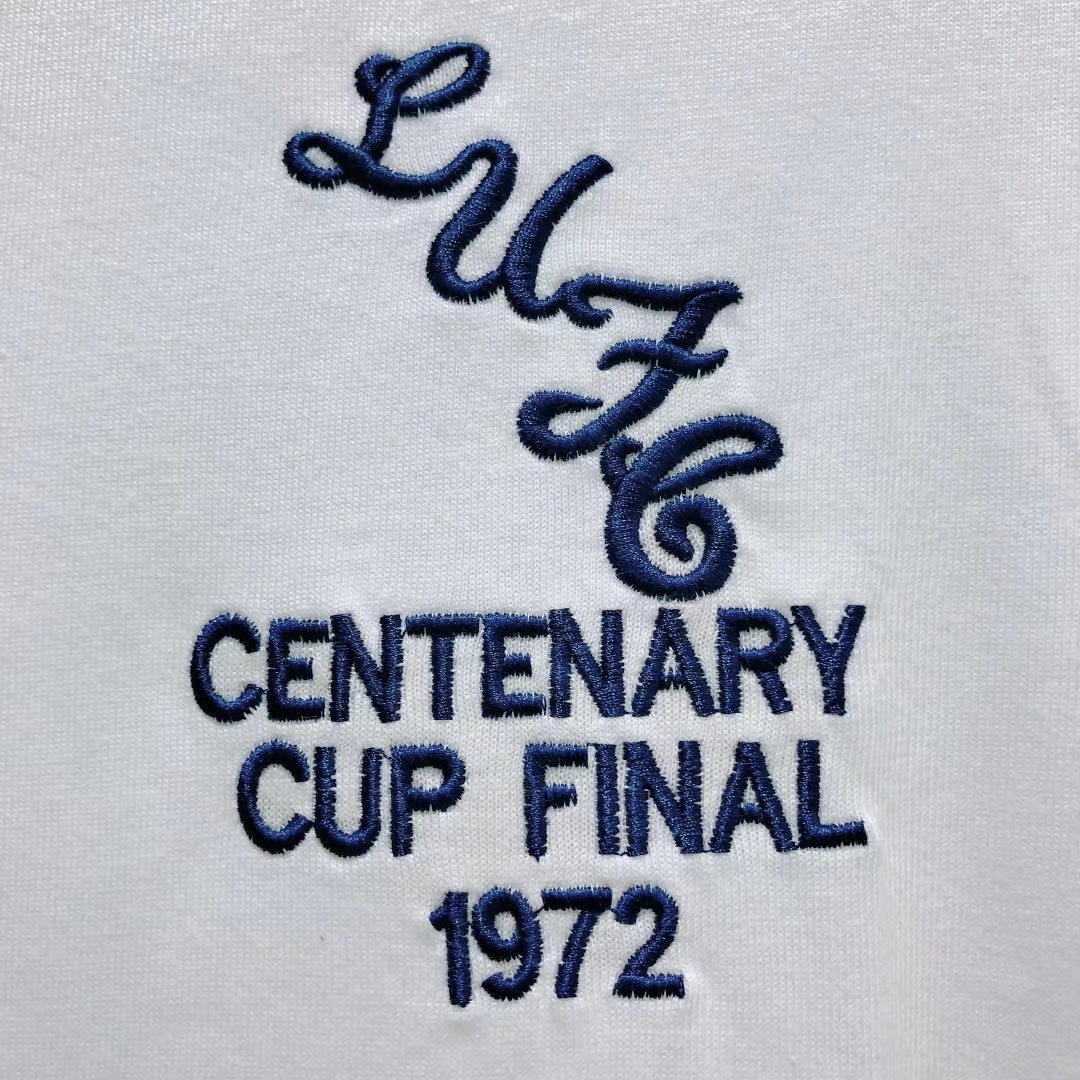 LUFC
CENTENARY
CUP FINAL
1972